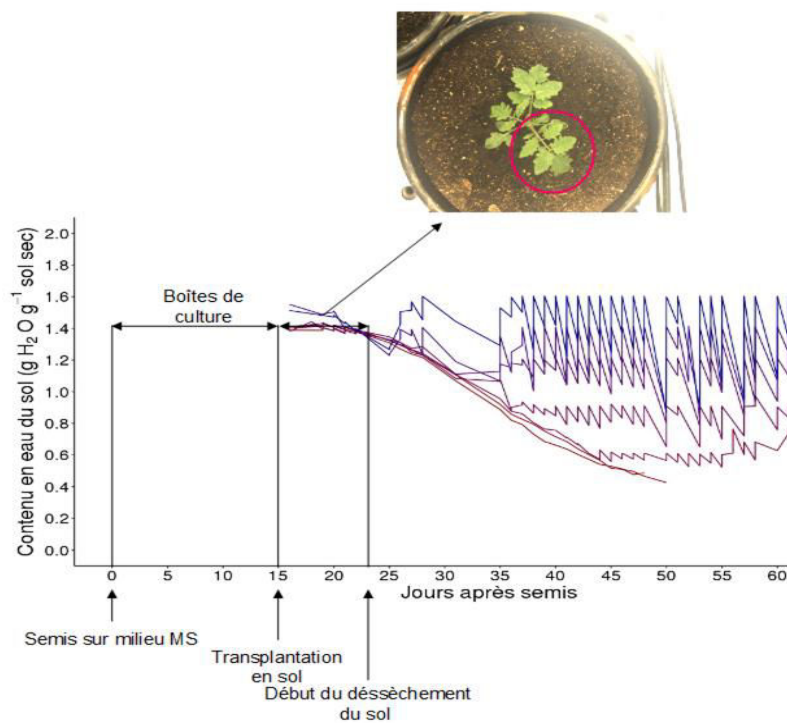 2.0
1.8
1.6
1.4
1.2
1.0
0.8
0.6
0.4
0.2
0.0
Contenu en eau du sol (g H₂ O g⁻¹ sol sec)
Boîtes de
culture
0 5 10 15 20 25 30 35 40 45 50 55 60
Jours après semis
Semis sur milieu MS
Transplantation
en sol
Début du déssèchement
du sol